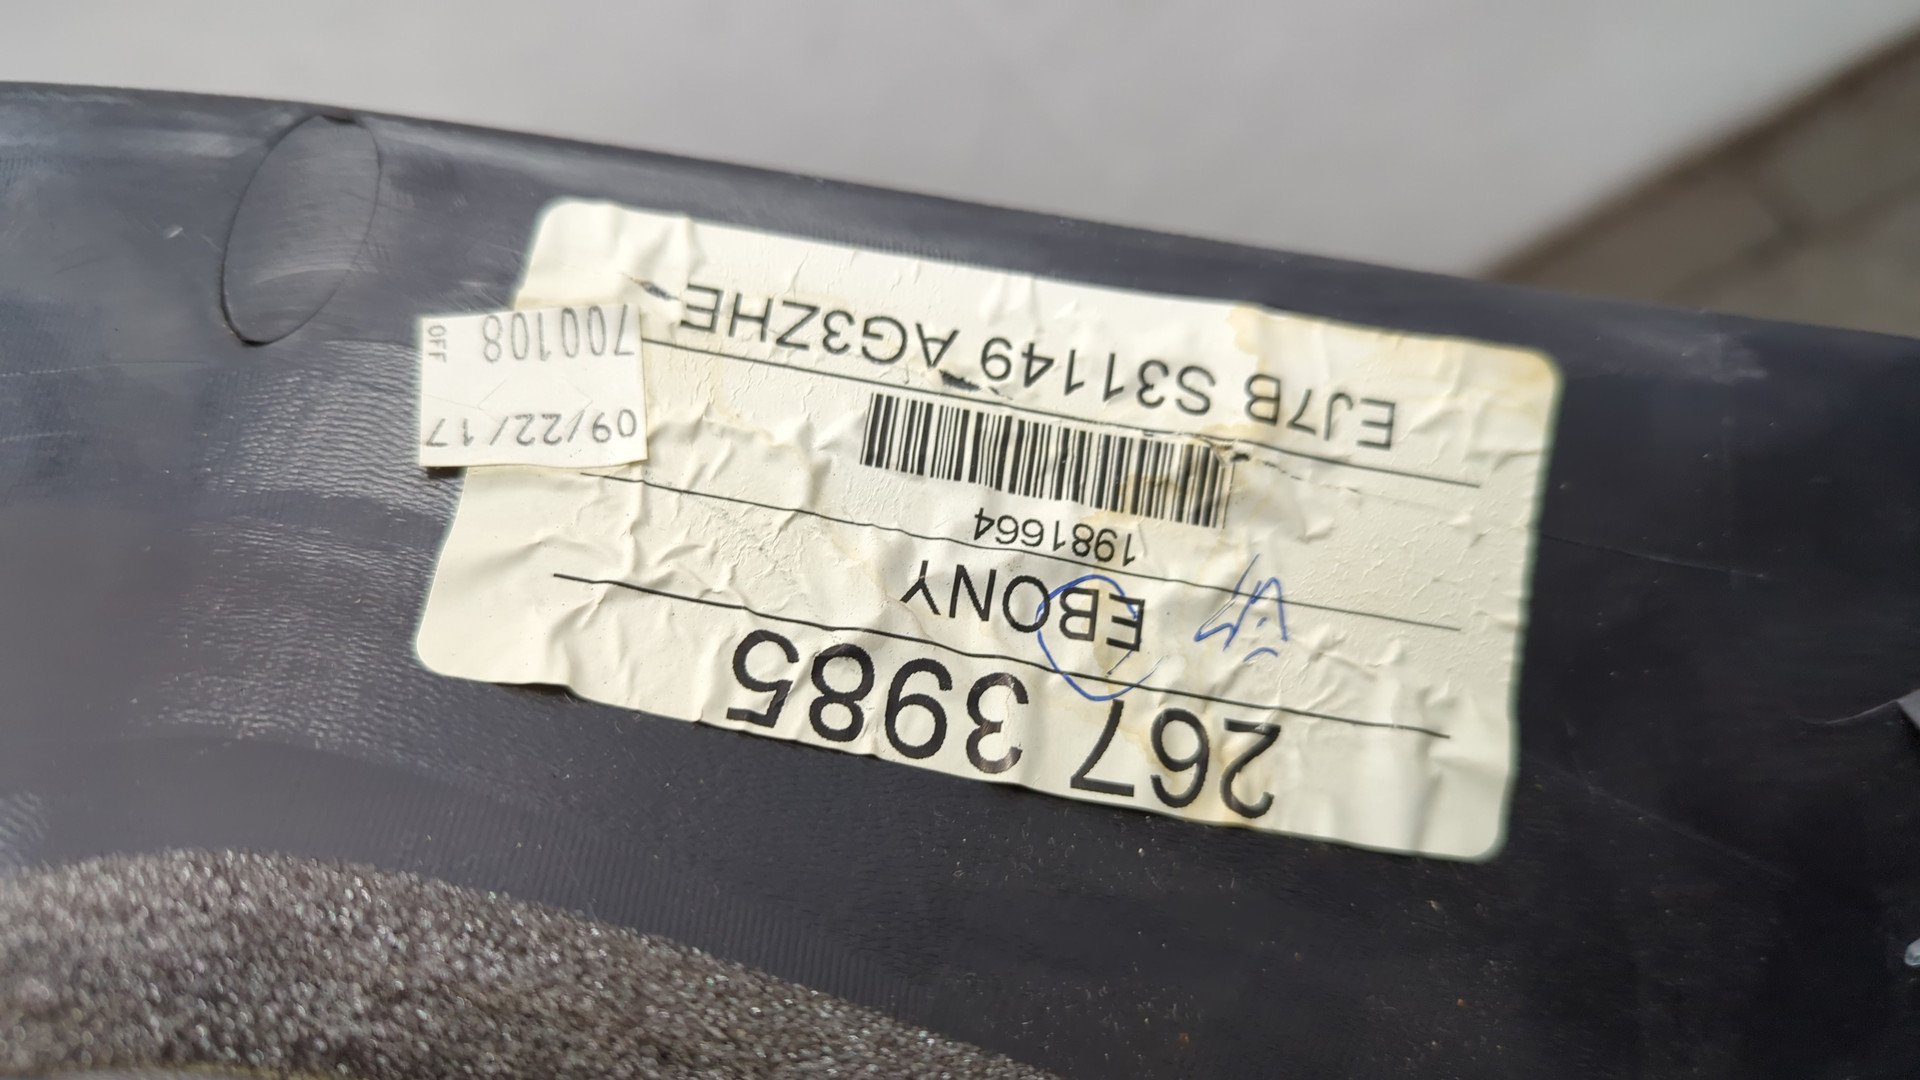 267 3985
EBONY
1981664
EJ7B S31149 AG3ZHE
09/22/17
700108
OFF